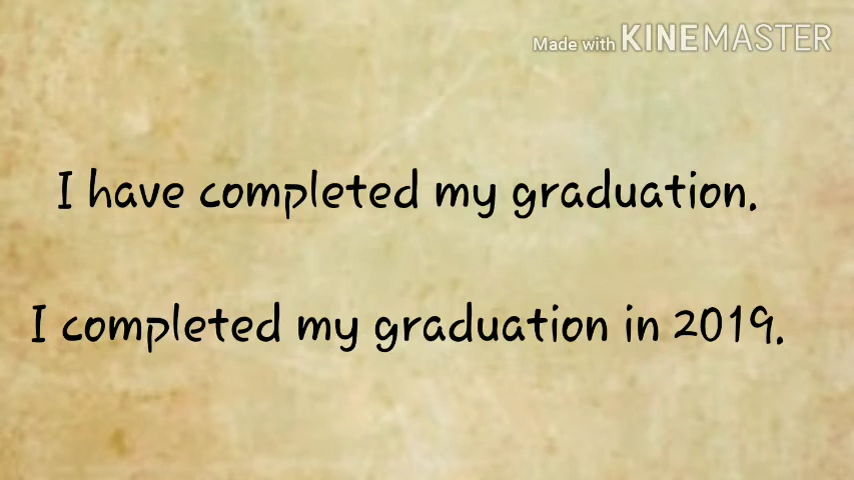 Made with KINEMASTER
I have completed my graduation.
I completed my graduation in 2019.